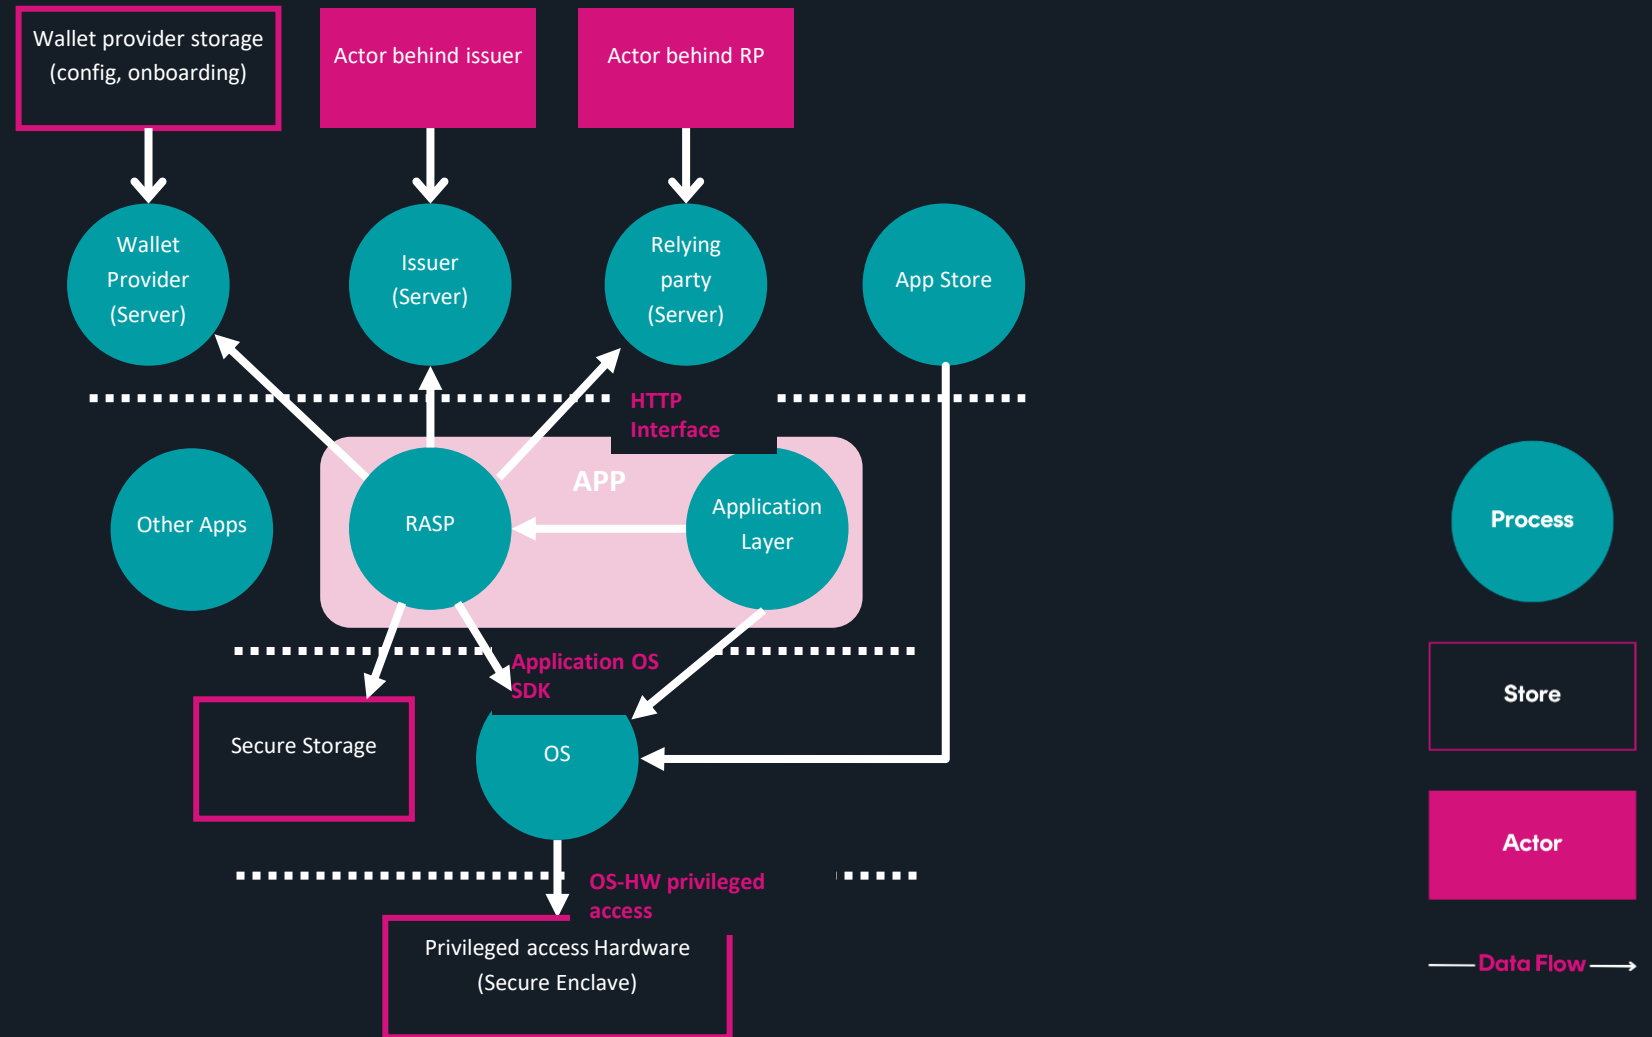 Wallet provider storage
(config, onboarding)
Actor behind issuer
Actor behind RP
Wallet
Provider
(Server)
Issuer
(Server)
Relying
party
(Server)
App Store
HTTP
Interface
APP
Other Apps
RASP
Application
Layer
Process
Application OS
SDK
Store
Secure Storage
OS
Actor
OS-HW privileged
access
Privileged access Hardware
(Secure Enclave)
Data Flow